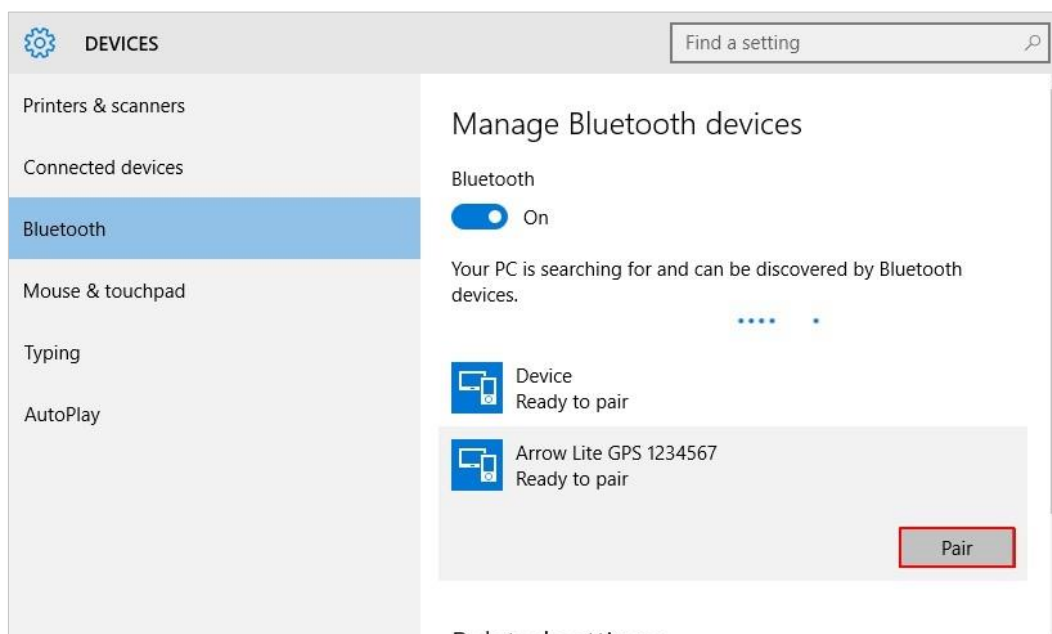 DEVICES
Find a setting
Printers & scanners
Connected devices
Bluetooth
Mouse & touchpad
Typing
AutoPlay
Manage Bluetooth devices
Bluetooth
On
Your PC is searching for and can be discovered by Bluetooth
devices.
Device
Ready to pair
Arrow Lite GPS 1234567
Ready to pair
Pair